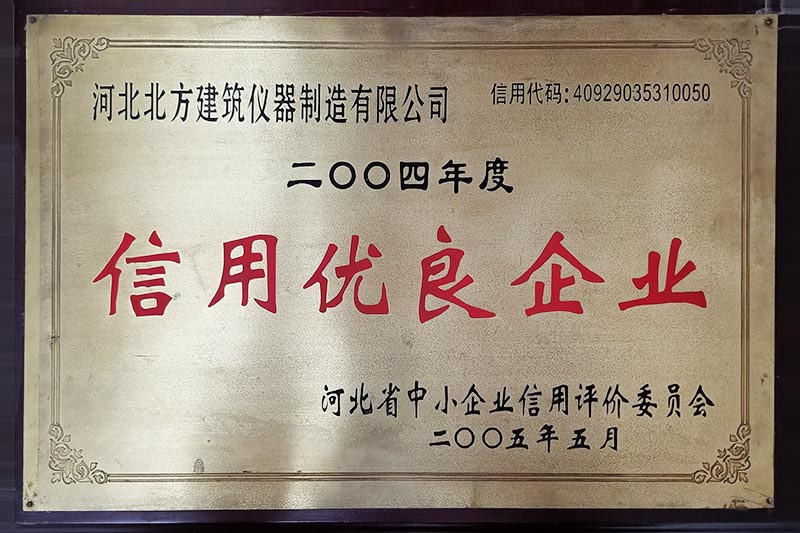 河北北方建筑仪器制造有限公司 信用代码:40929035310050
二〇〇四年度
信用优良企业
河北省中小企业信用评价委员会
二〇〇五年五月